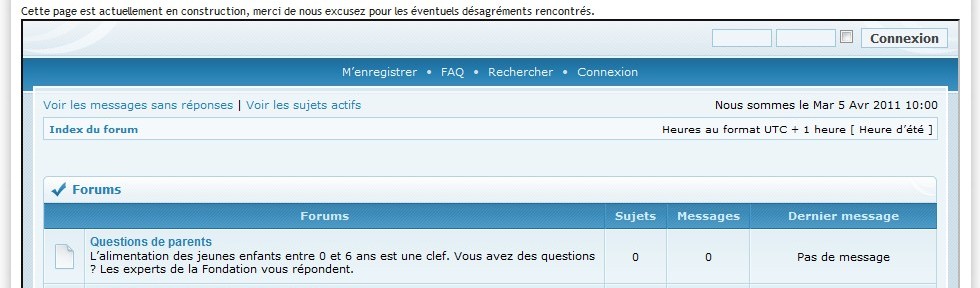 Cette page est actuellement en construction, merci de nous excusez pour les éventuels désagréments rencontrés.
Connexion
M'enregistrer • FAQ • Rechercher • Connexion
Voir les messages sans réponses | Voir les sujets actifs
Nous sommes le Mar 5 Avr 2011 10:00
Index du forum
Heures au format UTC + 1 heure [ Heure d'été ]
Forums
Forums Sujets Messages Dernier message
Questions de parents
L'alimentation des jeunes enfants entre 0 et 6 ans est une clef. Vous avez des questions
? Les experts de la Fondation vous répondent.
0 0 Pas de message